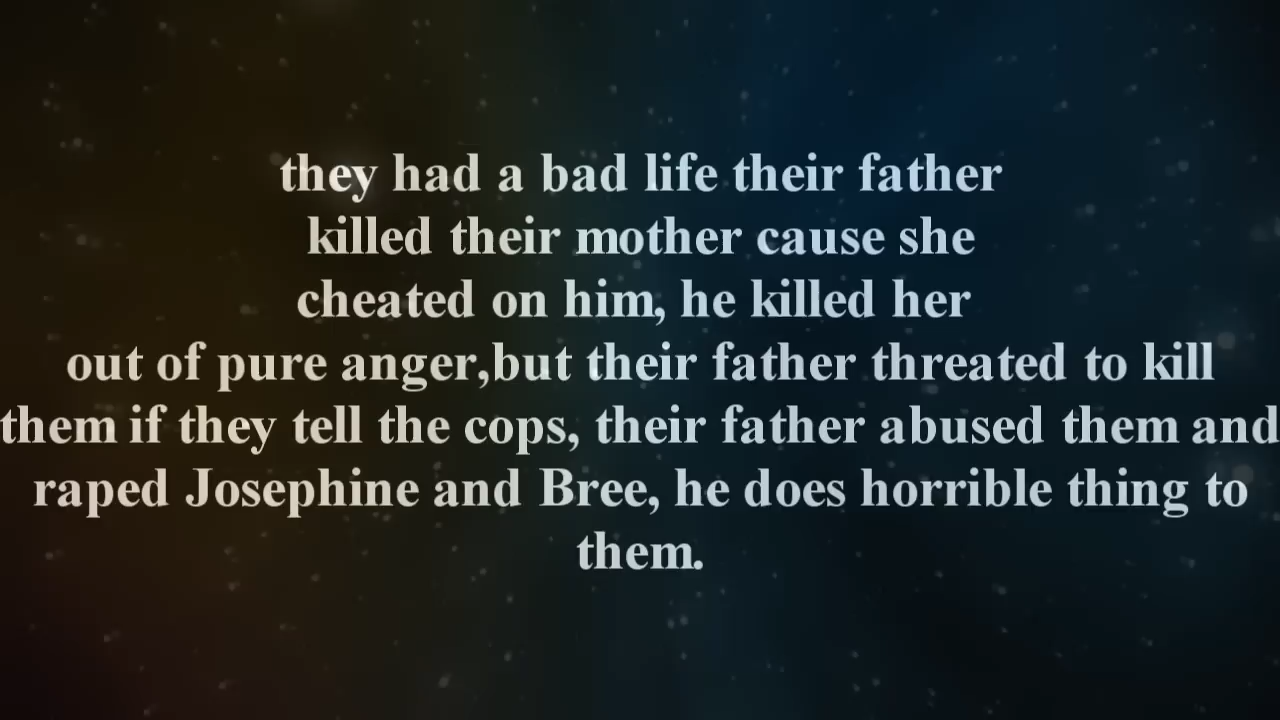 they had a bad life their father
killed their mother cause she
cheated on him, he killed her
out of pure anger,but their father threated to kill
them if they tell the cops, their father abused them and
raped Josephine and Bree, he does horrible thing to
them.